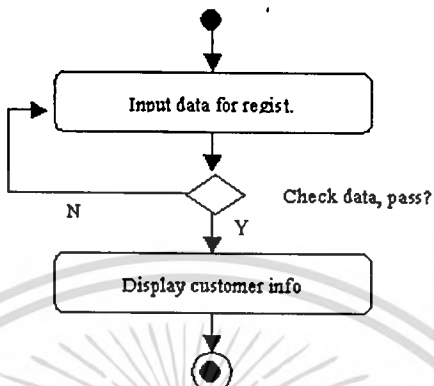 Input data for regist.
Check data, pass?
N
Y
Display customer info